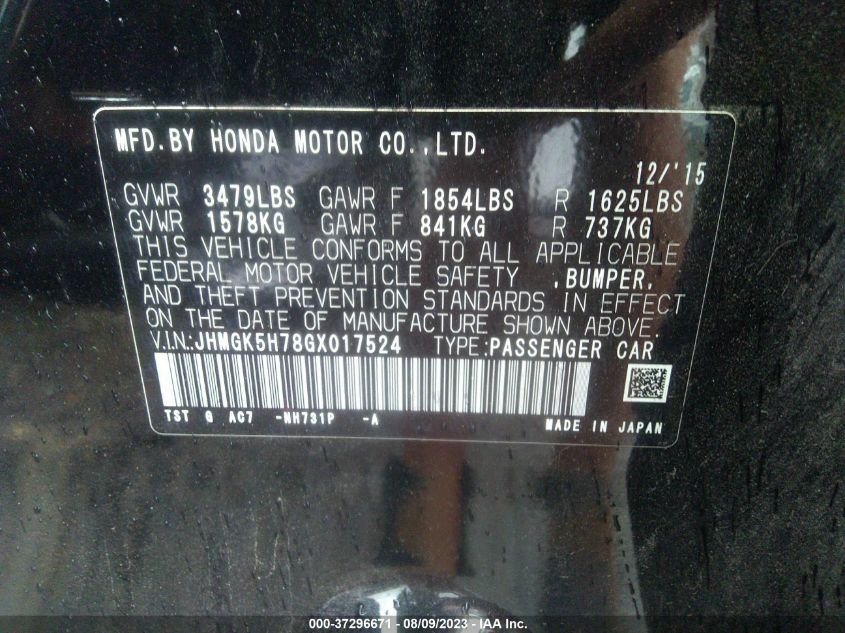 MFD.BY HONDA MOTOR CO.,LTD.
12/'15
GVWR 3479LBS GAWR F 1854LBS R 1625LBS
GVWR 1578KG GAWR F 841KG R 737KG
THIS VEHICLE CONFORMS TO ALL APPLICABLE
FEDERAL MOTOR VEHICLE SAFETY ,BUMPER,
AND THEFT PREVENTION STANDARDS IN EFFECT
ON THE DATE OF MANUFACTURE SHOWN ABOVE.
V.IN.:JHMGK5H78GX017524 TYPE:PASSENGER CAR
TST G AC7 -NH731P -A
MADE IN JAPAN
000-37296671 - 08/09/2023 - IAA Inc.